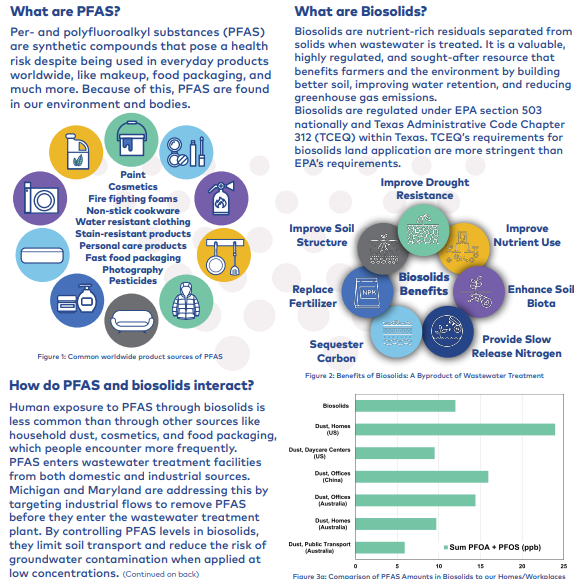 What are PFAS?
Per- and polyfluoroalkyl substances (PFAS)
are synthetic compounds that pose a health
risk despite being used in everyday products
worldwide, like makeup, food packaging, and
much more. Because of this, PFAS are found
in our environment and bodies.
Paint
Cosmetics
Fire fighting foams
Non-stick cookware
Water resistant clothing
Stain-resistant products
Personal care products
Fast food packaging
Photography
Pesticides
Figure 1: Common worldwide product sources of PFAS
How do PFAS and biosolids interact?
Human exposure to PFAS through biosolids is
less common than through other sources like
household dust, cosmetics, and food packaging,
which people encounter more frequently.
PFAS enters wastewater treatment facilities
from both domestic and industrial sources.
Michigan and Maryland are addressing this by
targeting industrial flows to remove PFAS
before they enter the wastewater treatment
plant. By controlling PFAS levels in biosolids,
they limit soil transport and reduce the risk of
groundwater contamination when applied at
low concentrations. (Continued on back)
What are Biosolids?
Biosolids are nutrient-rich residuals separated from
solids when wastewater is treated. It is a valuable,
highly regulated, and sought-after resource that
benefits farmers and the environment by building
better soil, improving water retention, and reducing
greenhouse gas emissions.
Biosolids are regulated under EPA section 503
nationally and Texas Administrative Code Chapter
312 (TCEQ) within Texas. TCEQ's requirements for
biosolids land application are more stringent than
EPA's requirements.
Improve Drought
Resistance
Improve Soil
Structure
Improve
Nutrient Use
Biosolids
Benefits
Replace
Fertilizer
NPK
Enhance Soil
Biota
Sequester
Carbon
Provide Slow
Release Nitrogen
Figure 2: Benefits of Biosolids: A Byproduct of Wastewater Treatment
Biosolids
Dust, Homes
(US)
Dust, Daycare Centers
(US)
Dust, Offices
(China)
Dust, Offices
(Australia)
Dust, Homes
(Australia)
Dust, Public Transport
(Australia)
Sum PFOA + PFOS (ppb)
0 5 10 15 20 25
Figure 3a: Comparison of PFAS Amounts in Biosolids to our Homes/Workplaces